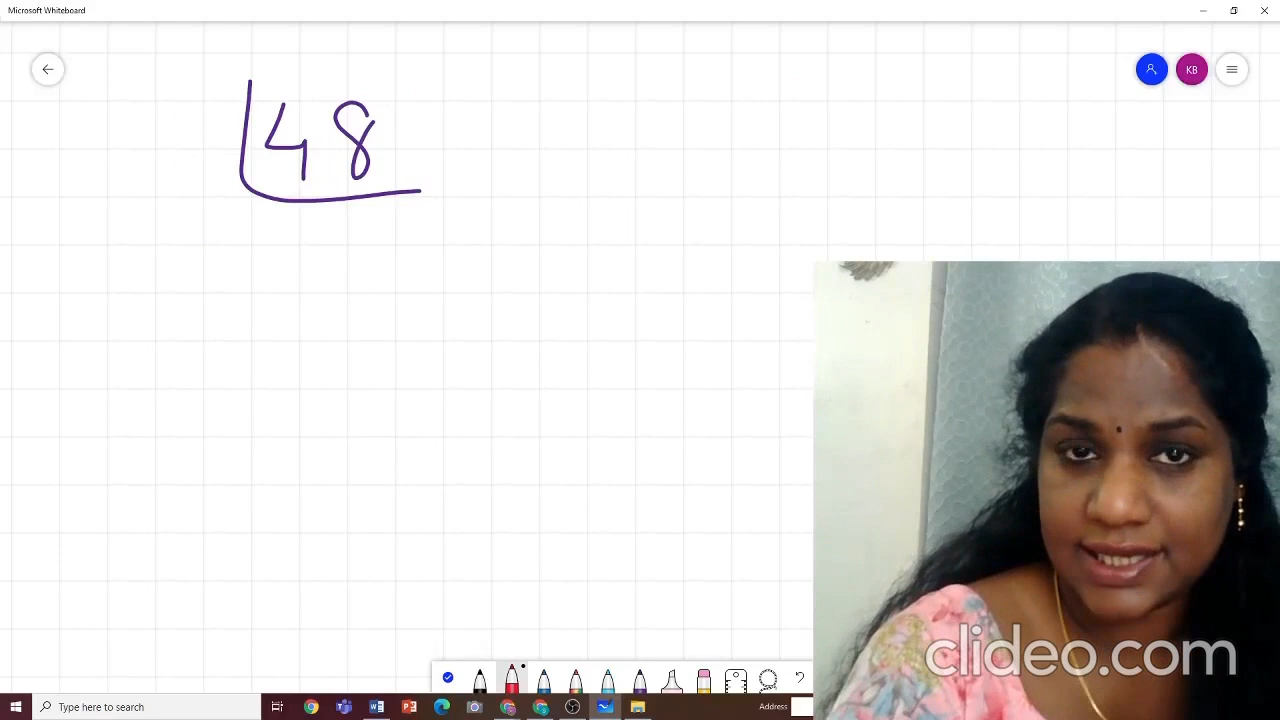 Microsoft Whiteboard
KB
48
clideo.com
Type here to search
Address